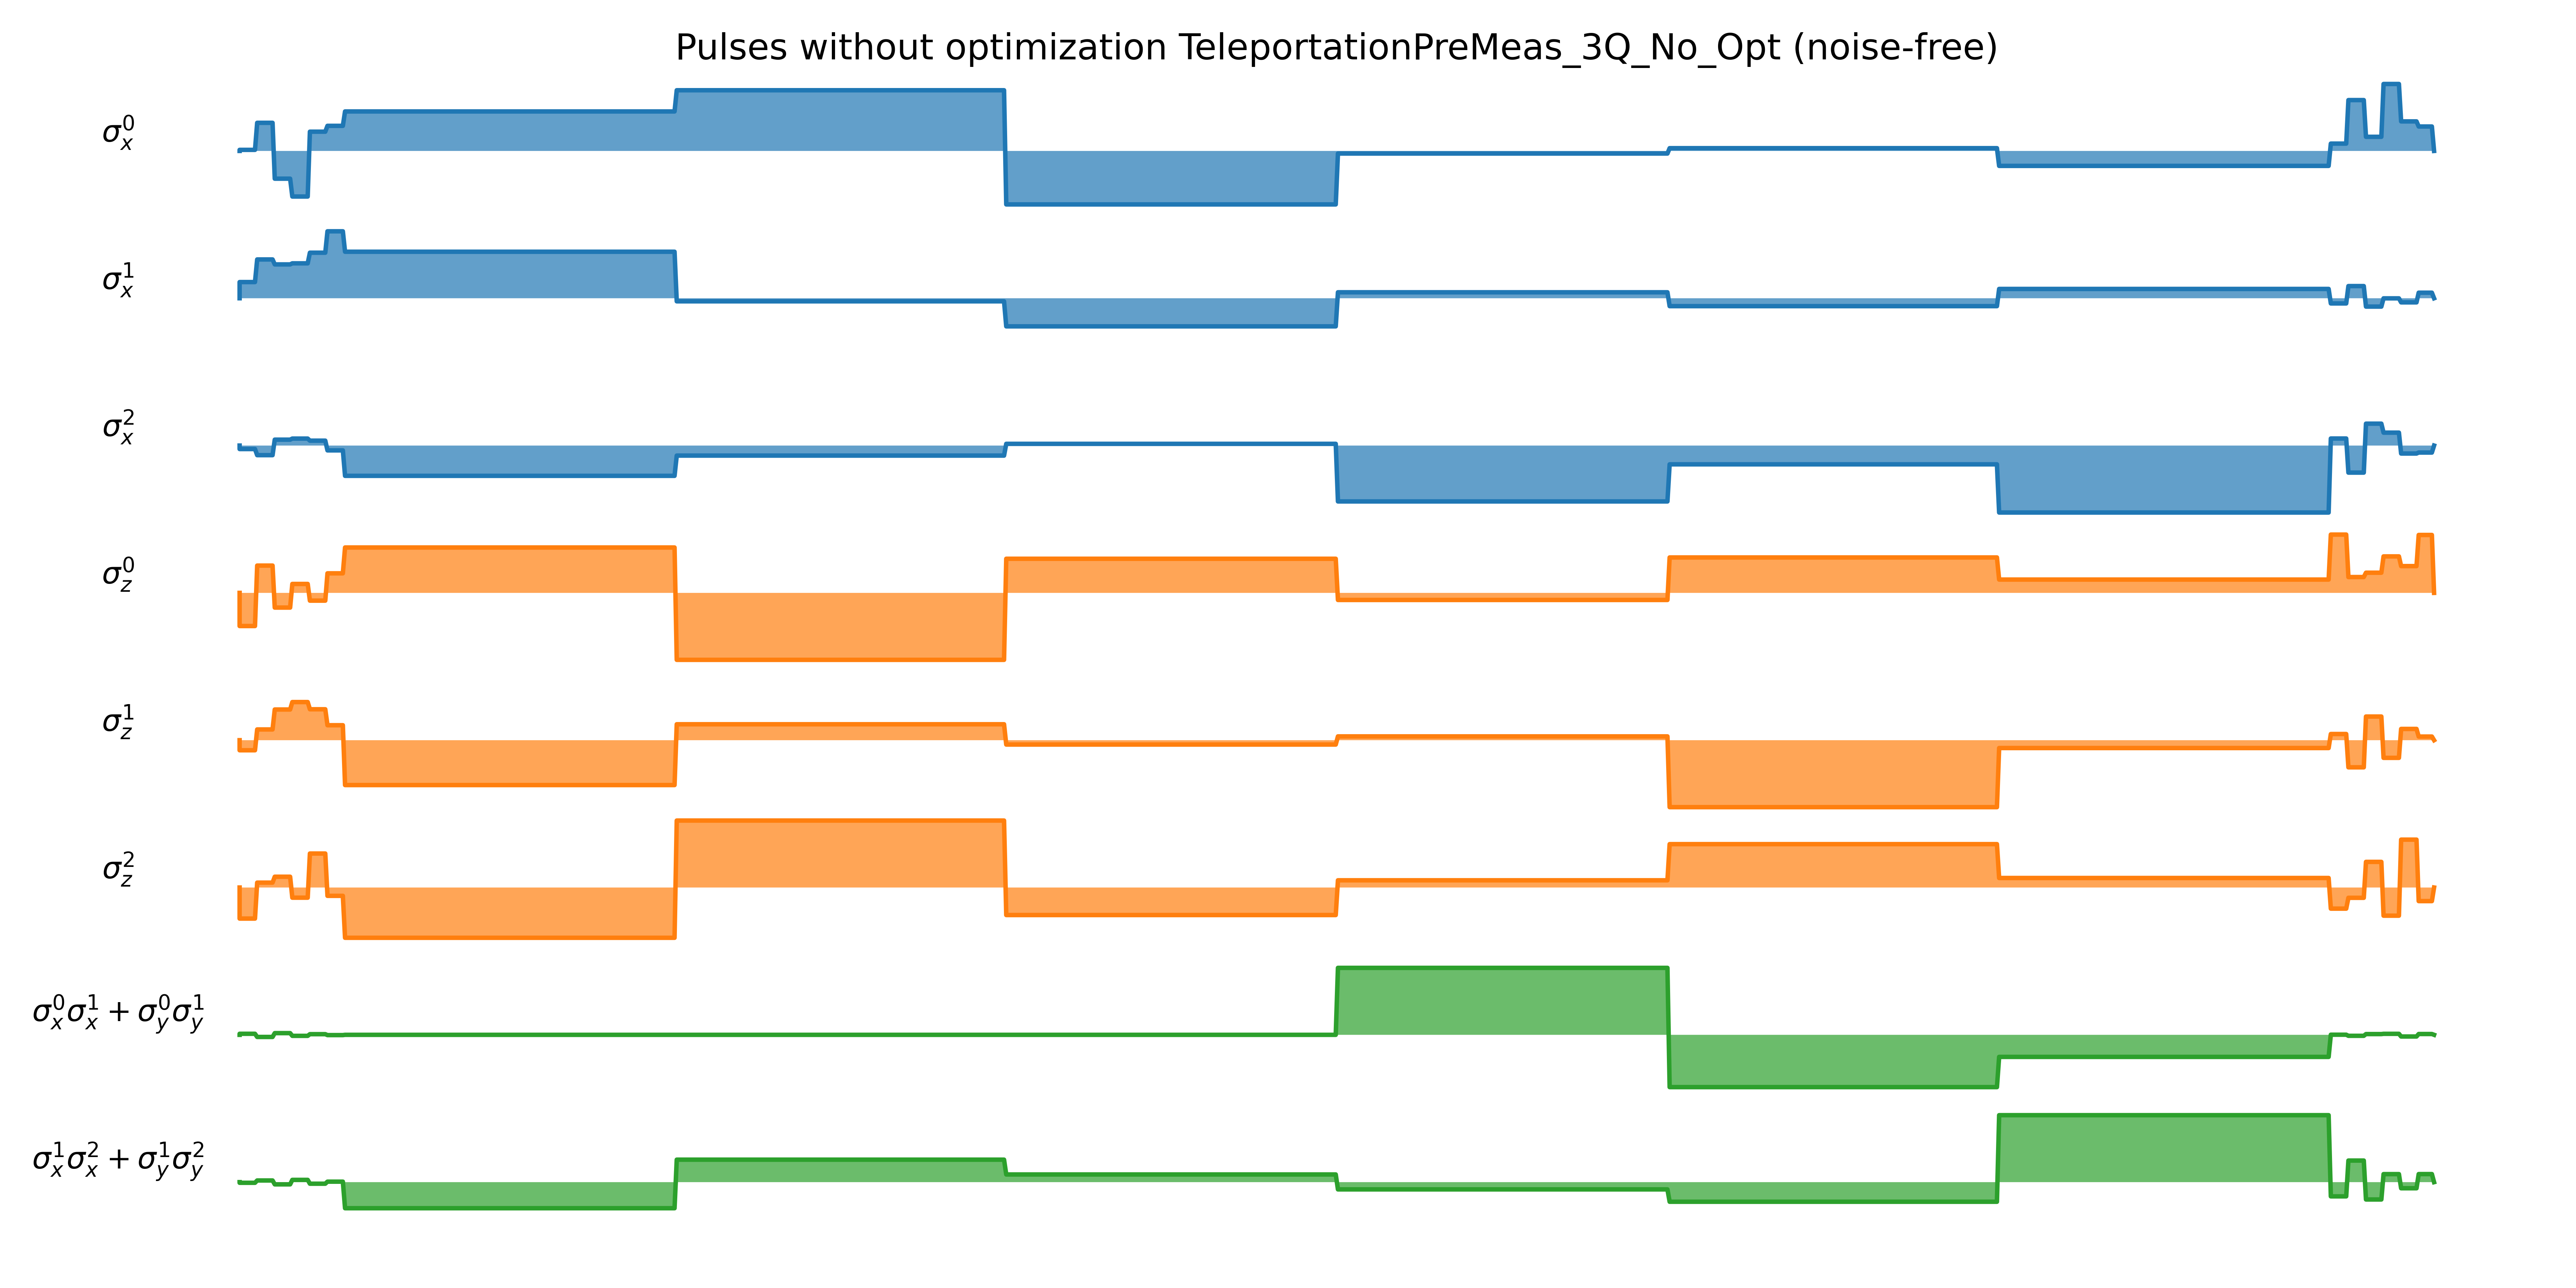 Pulses without optimization TeleportationPreMeas_3Q_No_Opt (noise-free)
σ_x^0
σ_x^1
σ_x^2
σ_z^0
σ_z^1
σ_z^2
σ_x^0σ_x^1 + σ_y^0σ_y^1
σ_x^1σ_x^2 + σ_y^1σ_y^2